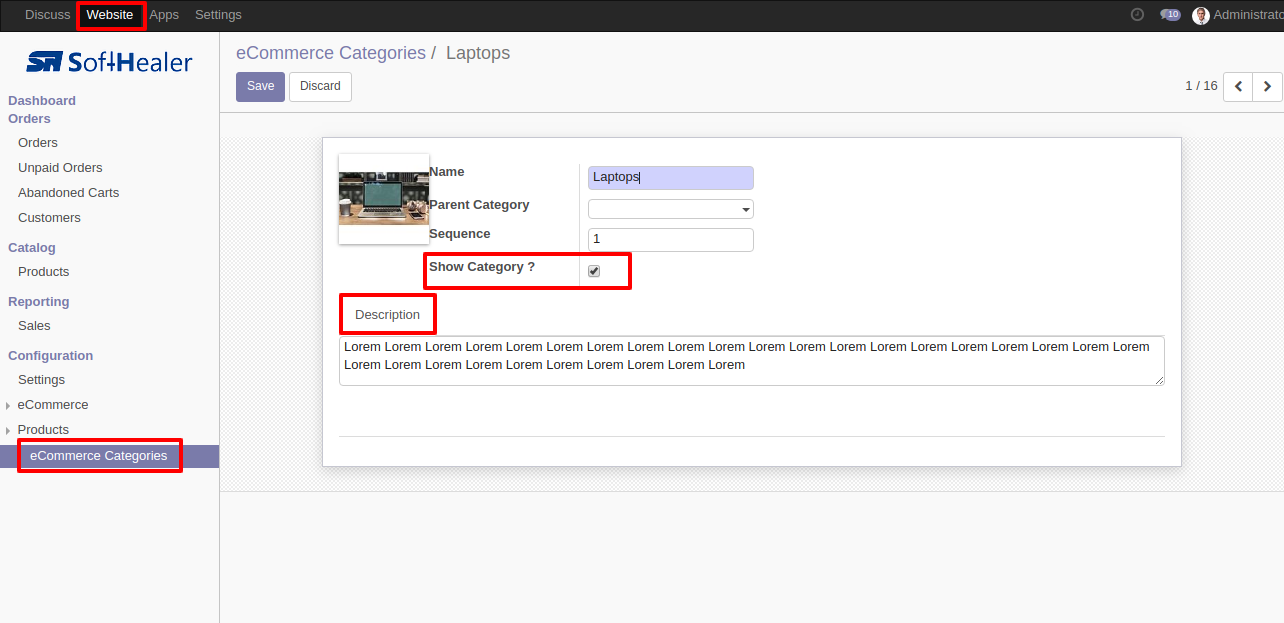 Discuss Website Apps Settings 10 Administrato
SoftHealer
Dashboard
Orders
Orders
Unpaid Orders
Abandoned Carts
Customers
Catalog
Products
Reporting
Sales
Configuration
Settings
eCommerce
Products
eCommerce Categories
eCommerce Categories / Laptops
Save Discard 1 / 16
Name Laptops
Parent Category
Sequence 1
Show Category ?
Description
Lorem Lorem Lorem Lorem Lorem Lorem Lorem Lorem Lorem Lorem Lorem Lorem Lorem Lorem Lorem Lorem Lorem Lorem Lorem Lorem
Lorem Lorem Lorem Lorem Lorem Lorem Lorem Lorem Lorem Lorem